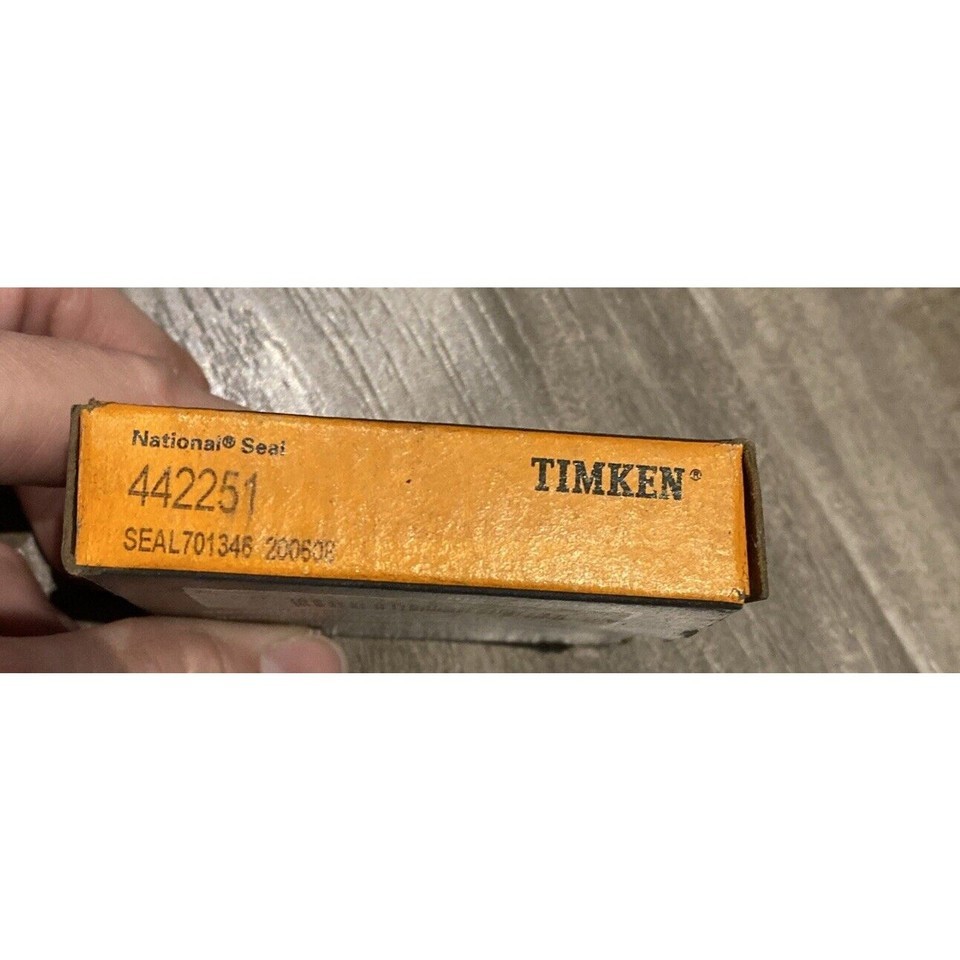 National® Seal
TIMKEN®
442251
SEAL701346 200608